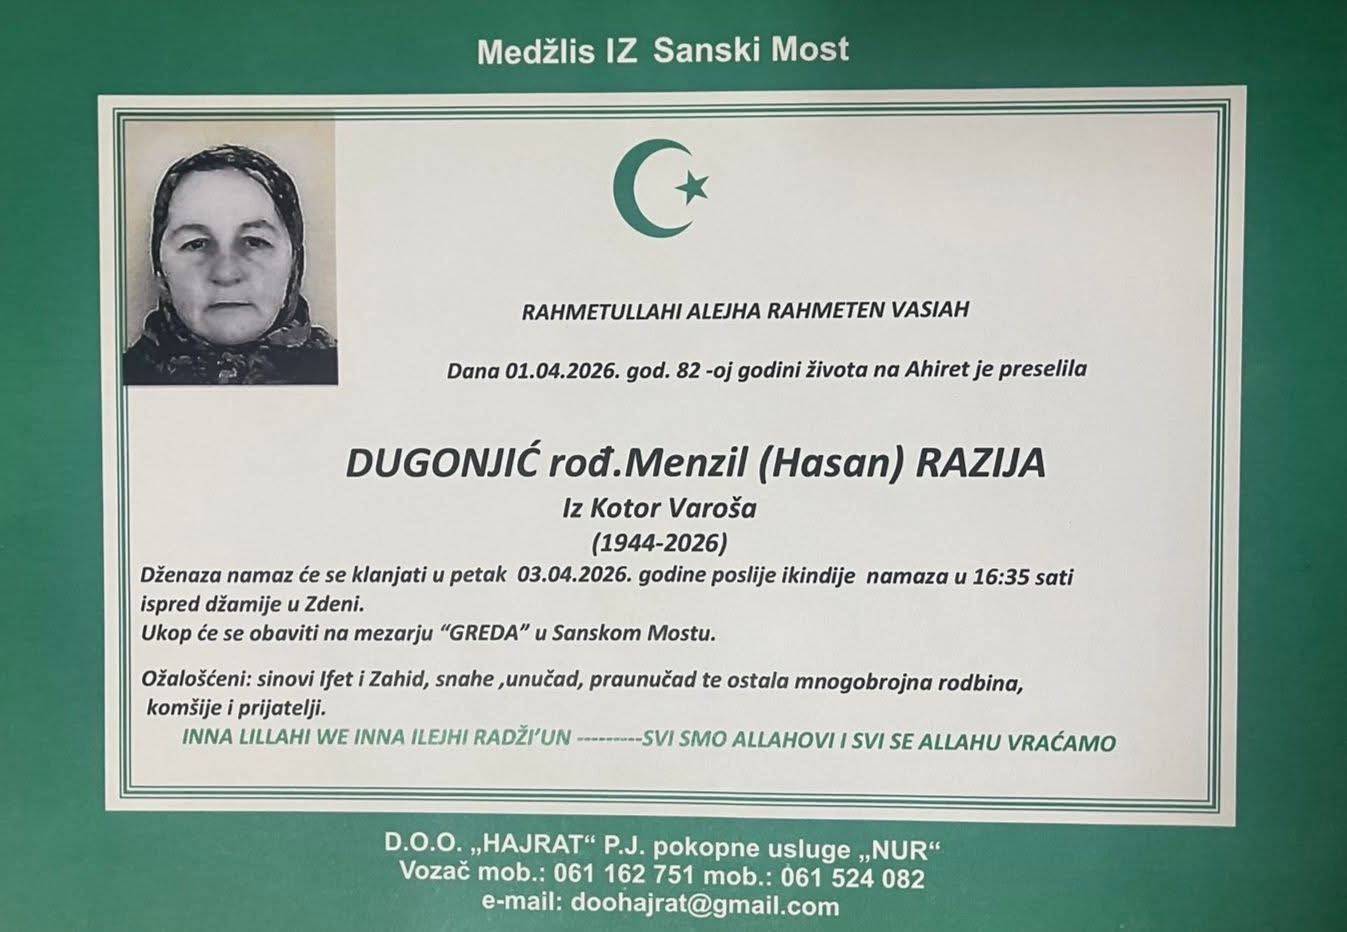 Medžlis IZ Sanski Most
RAHMETULLAHI ALEJHA RAHMETEN VASIAH
Dana 01.04.2026. god. 82 -oj godini života na Ahiret je preselila
DUGONJIĆ rođ.Menzil (Hasan) RAZIJA
Iz Kotor Varoša
(1944-2026)
Dženaza namaz će se klanjati u petak 03.04.2026. godine poslije ikindije namaza u 16:35 sati
ispred džamije u Zdeni.
Ukop će se obaviti na mezarju “GREDA” u Sanskom Mostu.
Ožalošćeni: sinovi Ifet i Zahid, snahe ,unučad, praunučad te ostala mnogobrojna rodbina,
komšije i prijatelji.
INNA LILLAHI WE INNA ILEJHI RADŽI’UN ---------SVI SMO ALLAHOVI I SVI SE ALLAHU VRAĆAMO
D.O.O. „HAJRAT“ P.J. pokopne usluge „NUR“
Vozač mob.: 061 162 751 mob.: 061 524 082
e-mail: doohajrat@gmail.com